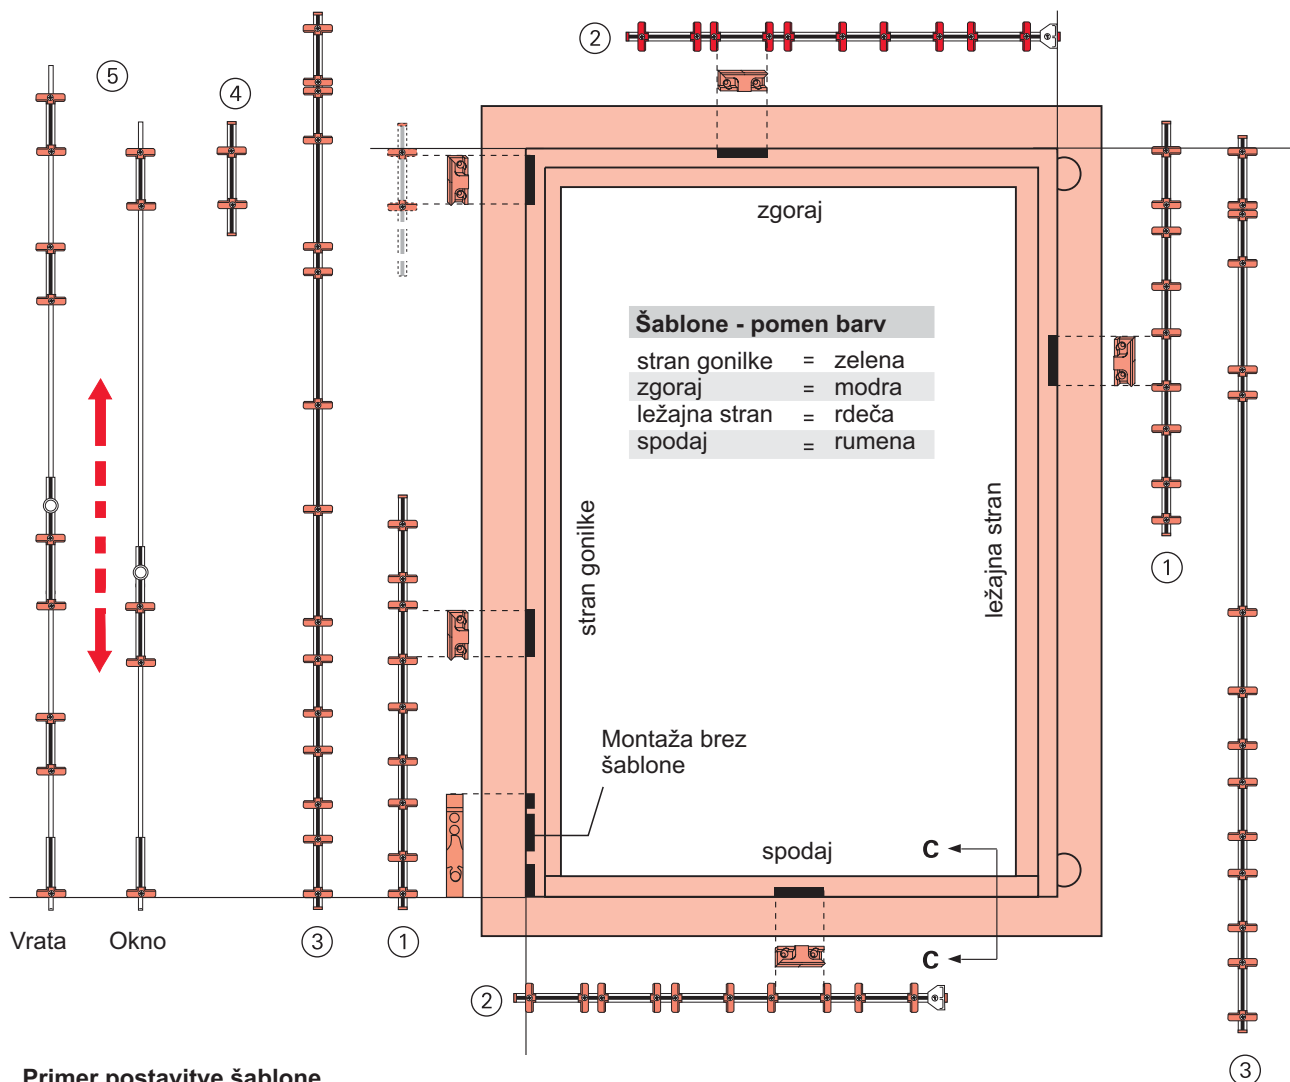 2
5
4
zgoraj
Šablone - pomen barv
stran gonilke = zelena
zgoraj = modra
ležajna stran = rdeča
spodaj = rumena
stran gonilke
ležajna stran
1
Montaža brez
šablone
spodaj
C
C
Vrata
Okno
3
1
2
3
Primer postavitve šablone